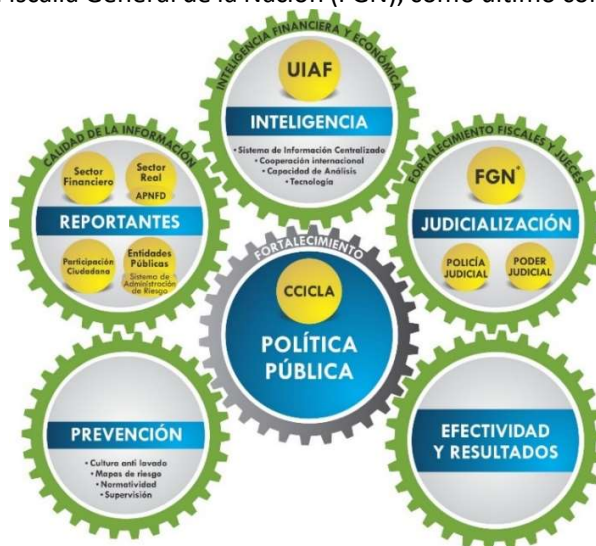 Fiscalía General de la Nación (FGN), como último
INTELIGENCIA FINANCIERA Y ECONÓMICA
UIAF
INTELIGENCIA
• Sistema de Información Centralizado
• Cooperación internacional
• Capacidad de Análisis
• Tecnología
CALIDAD DE LA INFORMACIÓN
Sector
Financiero
Sector
Real
APNFD
REPORTANTES
Participación
Ciudadana
Entidades
Públicas
Sistema de
Administración
de Riesgo
FORTALECIMIENTO FISCALES Y JUECES
FGN*
JUDICIALIZACIÓN
POLICÍA
JUDICIAL
PODER
JUDICIAL
FORTALECIMIENTO
CCICLA
POLÍTICA
PÚBLICA
PREVENCIÓN
• Cultura anti lavado
• Mapas de riesgo
• Normatividad
• Supervisión
EFECTIVIDAD
Y RESULTADOS